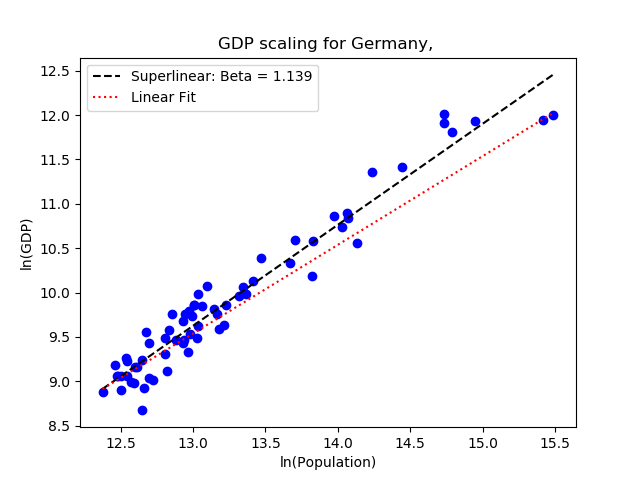 GDP scaling for Germany,
Superlinear: Beta = 1.139
Linear Fit
ln(GDP)
12.5
12.0
11.5
11.0
10.5
10.0
9.5
9.0
8.5
12.5 13.0 13.5 14.0 14.5 15.0 15.5
ln(Population)